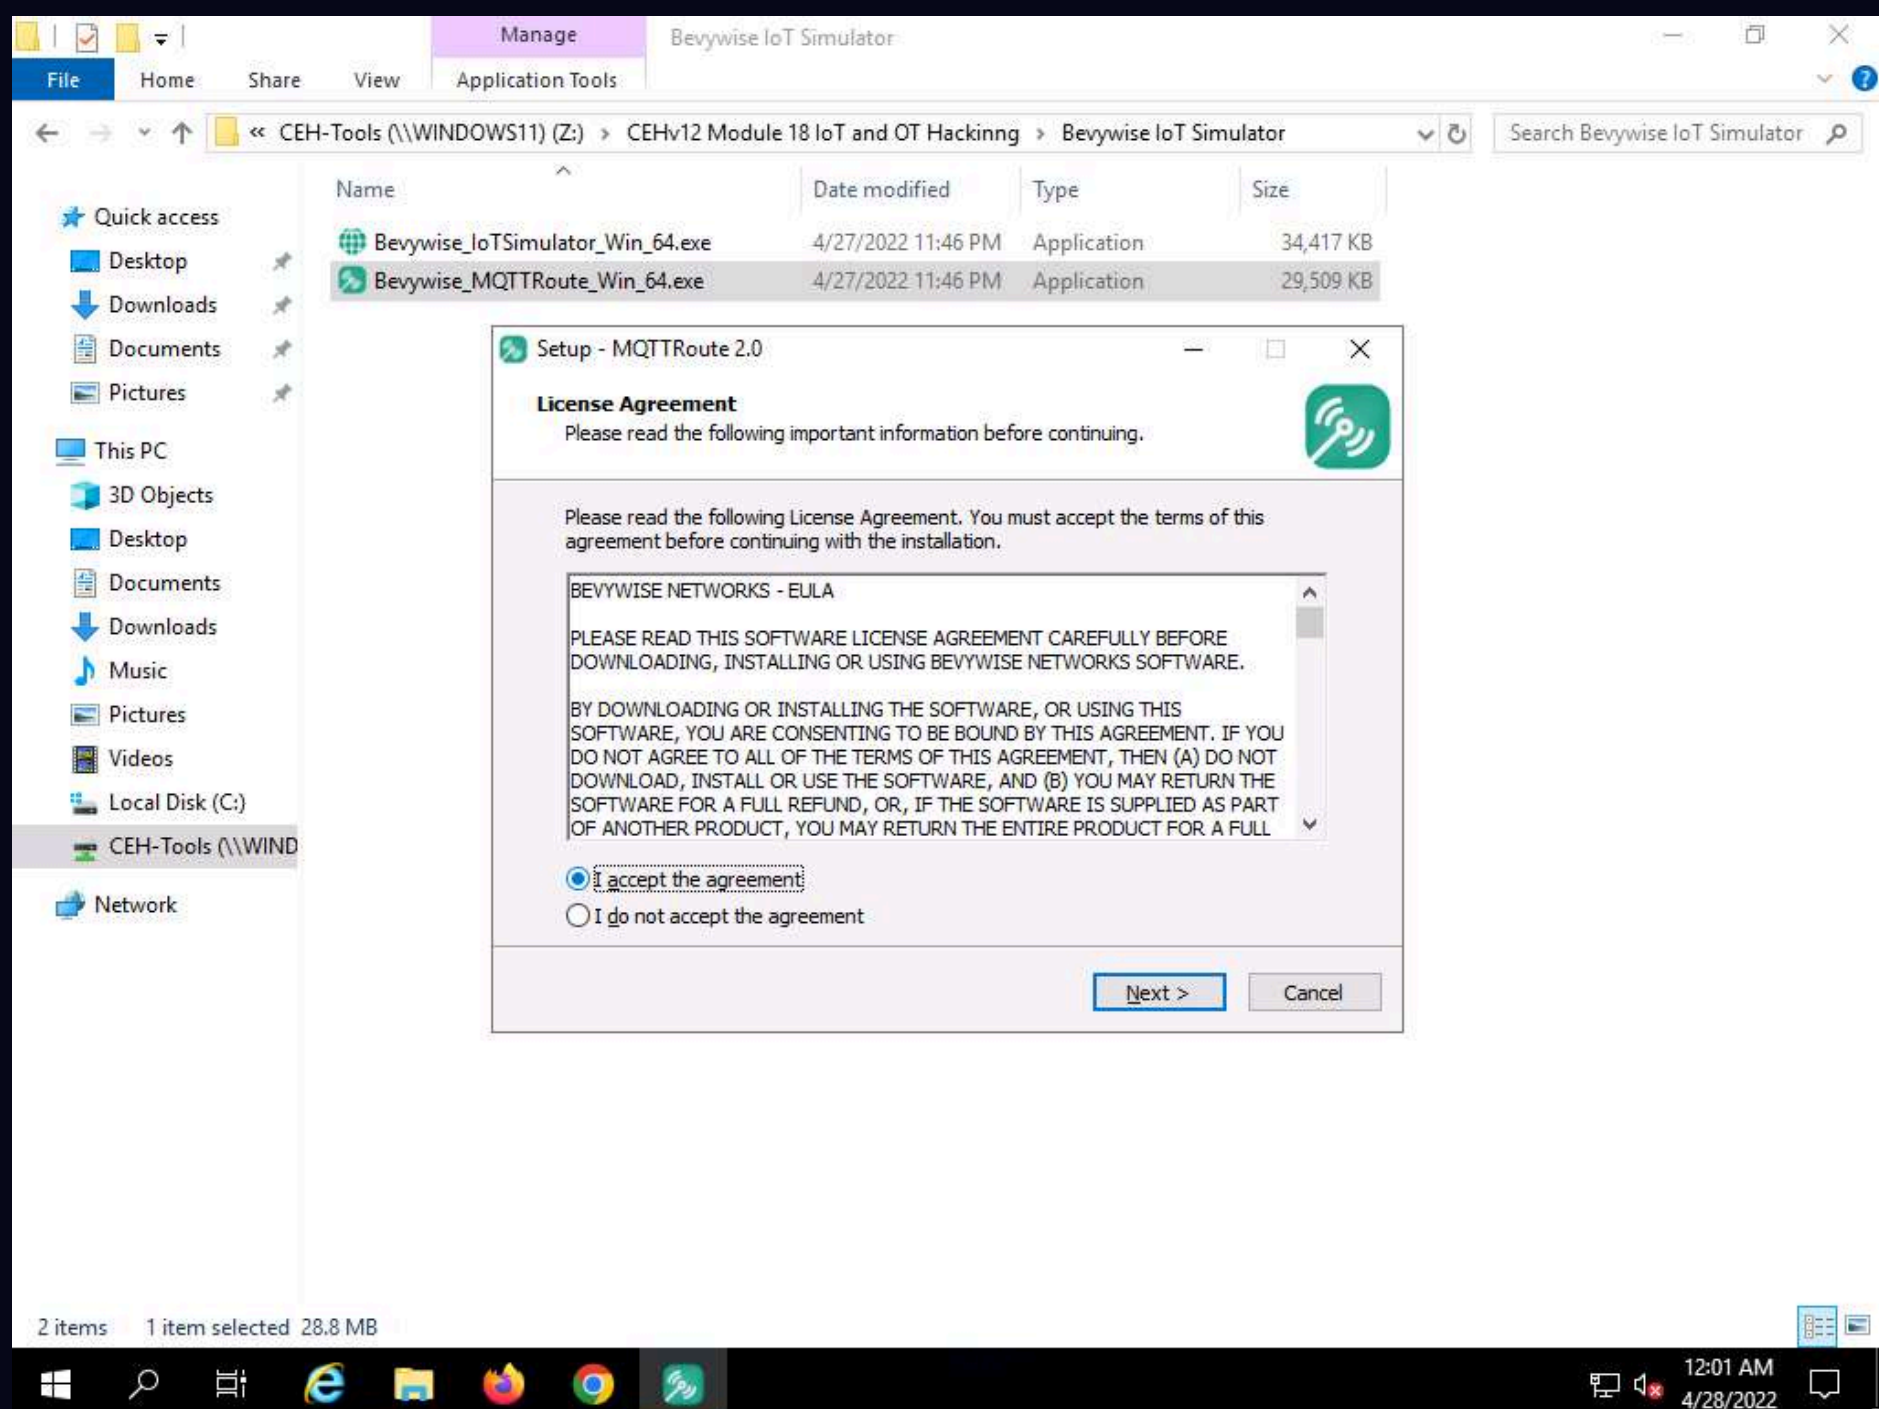 Manage
Bevywise IoT Simulator
File
Home
Share
View
Application Tools
« CEH-Tools (\\WINDOWS11) (Z:) > CEHv12 Module 18 IoT and OT Hackinng > Bevywise IoT Simulator
Search Bevywise IoT Simulator
Name
Date modified
Type
Size
Bevywise_IoTSimulator_Win_64.exe 4/27/2022 11:46 PM Application 34,417 KB
Bevywise_MQTTRoute_Win_64.exe 4/27/2022 11:46 PM Application 29,509 KB
Quick access
Desktop
Downloads
Documents
Pictures
This PC
3D Objects
Desktop
Documents
Downloads
Music
Pictures
Videos
Local Disk (C:)
CEH-Tools (\\WIND
Network
Setup - MQTTRoute 2.0
License Agreement
Please read the following important information before continuing.
Please read the following License Agreement. You must accept the terms of this
agreement before continuing with the installation.
BEVYWISE NETWORKS - EULA
PLEASE READ THIS SOFTWARE LICENSE AGREEMENT CAREFULLY BEFORE
DOWNLOADING, INSTALLING OR USING BEVYWISE NETWORKS SOFTWARE.
BY DOWNLOADING OR INSTALLING THE SOFTWARE, OR USING THIS
SOFTWARE, YOU ARE CONSENTING TO BE BOUND BY THIS AGREEMENT. IF YOU
DO NOT AGREE TO ALL OF THE TERMS OF THIS AGREEMENT, THEN (A) DO NOT
DOWNLOAD, INSTALL OR USE THE SOFTWARE, AND (B) YOU MAY RETURN THE
SOFTWARE FOR A FULL REFUND, OR, IF THE SOFTWARE IS SUPPLIED AS PART
OF ANOTHER PRODUCT, YOU MAY RETURN THE ENTIRE PRODUCT FOR A FULL
I accept the agreement
I do not accept the agreement
Next >
Cancel
2 items 1 item selected 28.8 MB
12:01 AM
4/28/2022